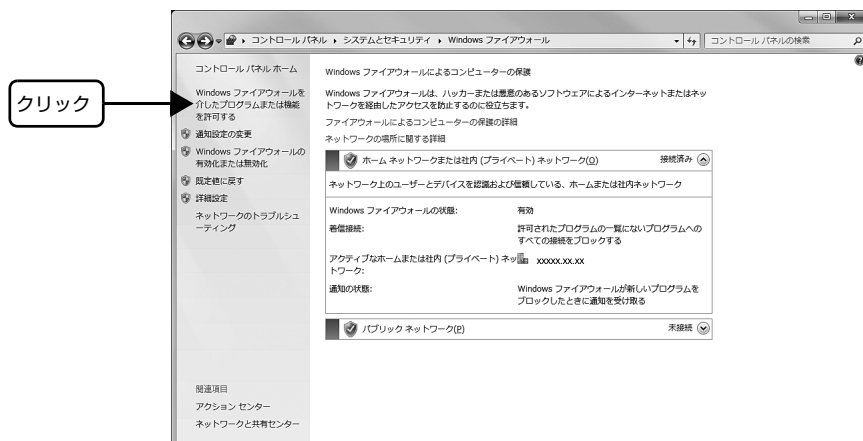 コントロール パネル ▸ システムとセキュリティ ▸ Windows ファイアウォール
コントロール パネルの検索
クリック
コントロール パネル ホーム
Windows ファイアウォールを
介したプログラムまたは機能
を許可する
通知設定の変更
Windows ファイアウォールの
有効化または無効化
既定値に戻す
詳細設定
ネットワークのトラブルシュ
ーティング
関連項目
アクション センター
ネットワークと共有センター
Windows ファイアウォールによるコンピューターの保護
Windows ファイアウォールは、ハッカーまたは悪意のあるソフトウェアによるインターネットまたはネッ
トワークを経由したアクセスを防止するのに役立ちます。
ファイアウォールによるコンピューターの保護の詳細
ネットワークの場所に関する詳細
ホーム ネットワークまたは社内 (プライベート) ネットワーク(O) 接続済み
ネットワーク上のユーザーとデバイスを認識および信頼している、ホームまたは社内ネットワーク
Windows ファイアウォールの状態: 有効
着信接続: 許可されたプログラムの一覧にないプログラムへの
すべての接続をブロックする
アクティブなホームまたは社内 (プライベート) ネッ xxxxx.xx.xx
トワーク:
通知の状態: Windows ファイアウォールが新しいプログラムを
ブロックしたときに通知を受け取る
パブリック ネットワーク(P) 未接続